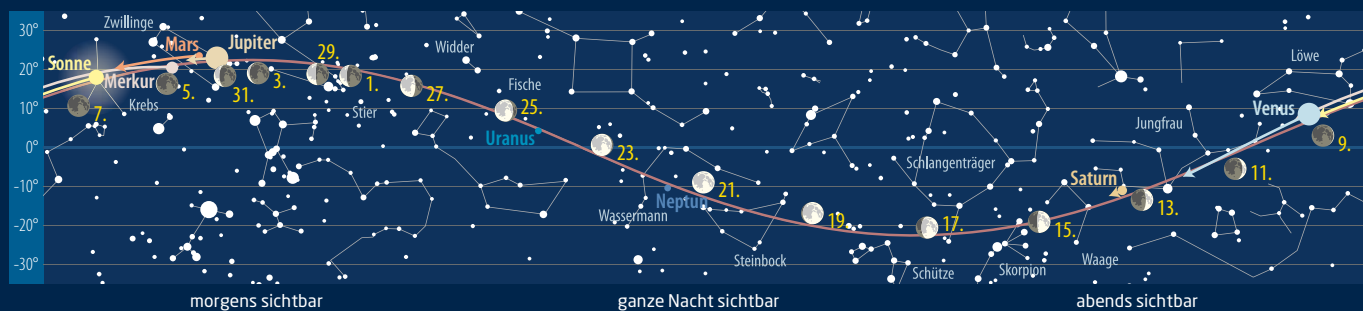 30°
20°
10°
0°
-10°
-20°
-30°
Zwillinge
Sonne
Mars
Jupiter
Merkur
Krebs
7.
5.
31.
3.
29.
1.
Stier
27.
Widder
Fische
25.
Uranus
23.
Neptun
21.
Wassermann
Steinbock
19.
Schlangenträger
17.
Schütze
Skorpion
15.
Waage
Saturn
13.
Jungfrau
11.
Venus
Löwe
9.
morgens sichtbar
ganze Nacht sichtbar
abends sichtbar